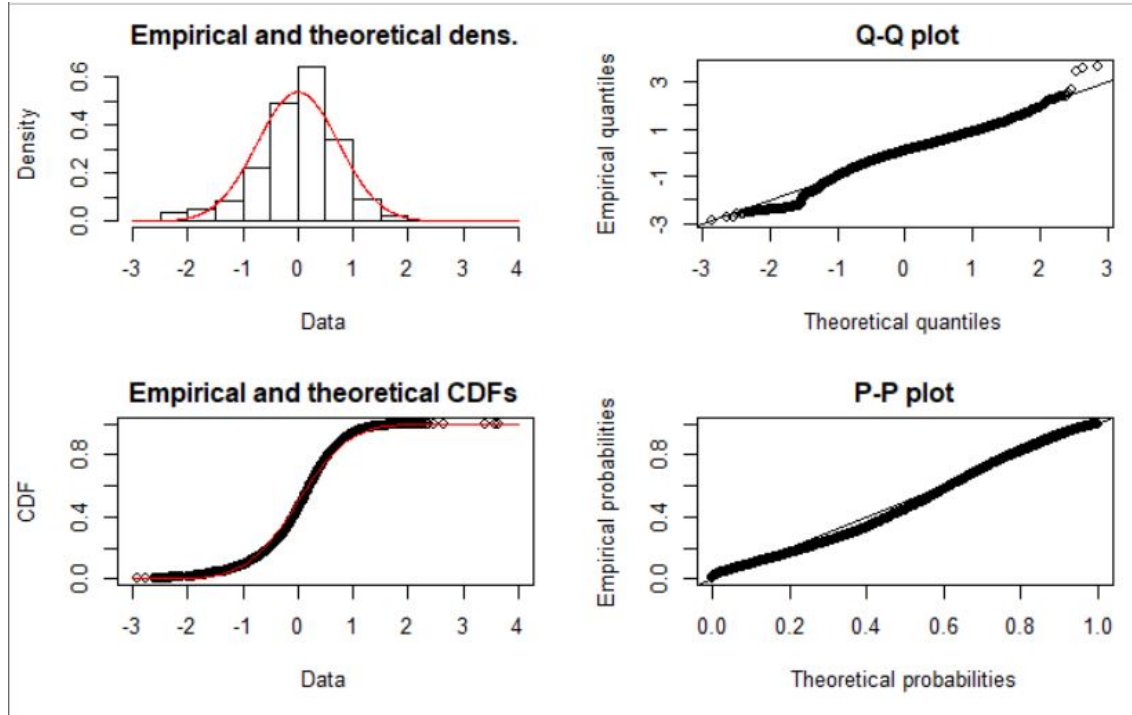 Empirical and theoretical dens.
Density
0.0 0.2 0.4 0.6
-3 -2 -1 0 1 2 3 4
Data
Q-Q plot
Empirical quantiles
-3 -1 1 3
-3 -2 -1 0 1 2 3
Theoretical quantiles
Empirical and theoretical CDFs
CDF
0.0 0.4 0.8
-3 -2 -1 0 1 2 3 4
Data
P-P plot
Empirical probabilities
0.0 0.4 0.8
0.0 0.2 0.4 0.6 0.8 1.0
Theoretical probabilities